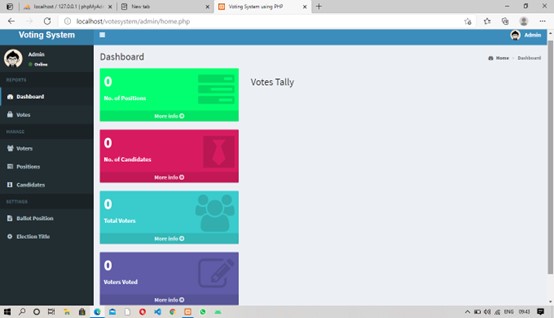 localhost / 127.0.0.1 | phpMyAd
New tab
Voting System using PHP
localhost/votesystem/admin/home.php
Voting System
Admin
Admin
Online
Dashboard
Home > Dashboard
REPORTS
Dashboard
Votes
MANAGE
Voters
Positions
Candidates
SETTINGS
Ballot Position
Election Title
0
No. of Positions
More info
0
No. of Candidates
More info
0
Total Voters
More info
0
Voters Voted
More info
Votes Tally
ENG
09:43